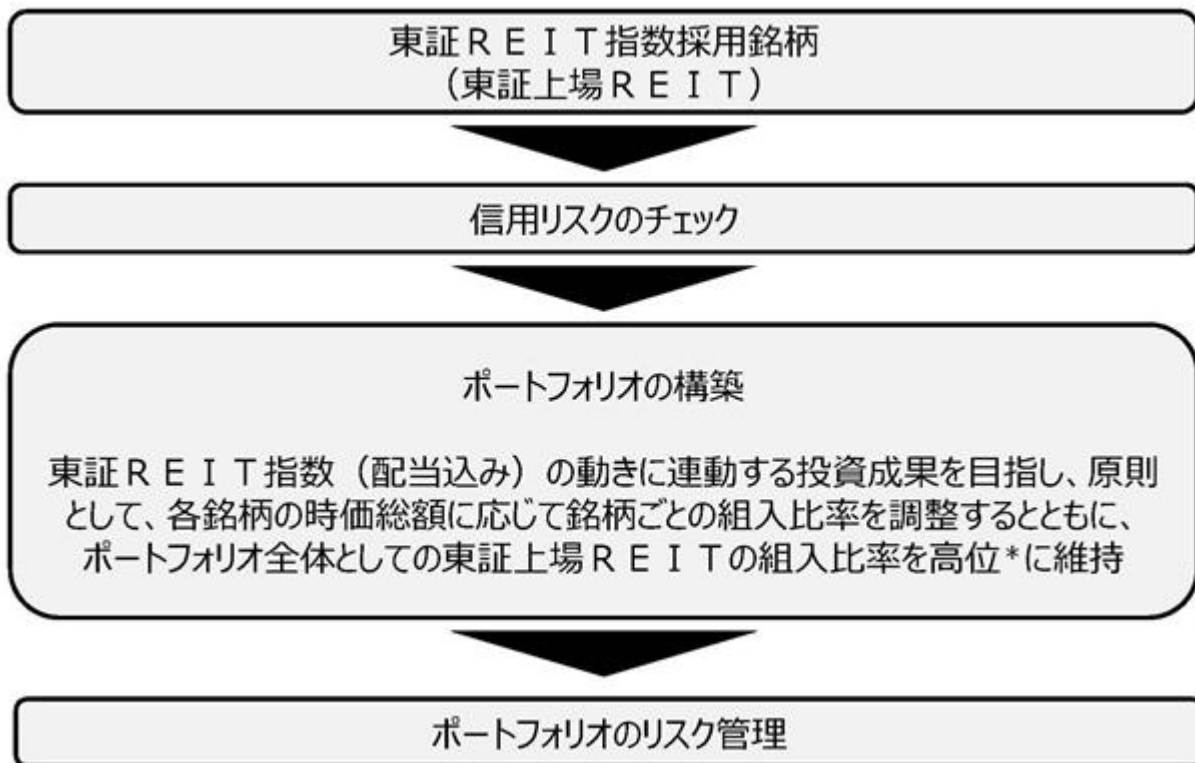 東証ＲＥＩＴ指数採用銘柄
（東証上場ＲＥＩＴ）
信用リスクのチェック
ポートフォリオの構築
東証ＲＥＩＴ指数（配当込み）の動きに連動する投資成果を目指し、原則
として、各銘柄の時価総額に応じて銘柄ごとの組入比率を調整するとともに、
ポートフォリオ全体としての東証上場ＲＥＩＴの組入比率を高位*に維持
ポートフォリオのリスク管理